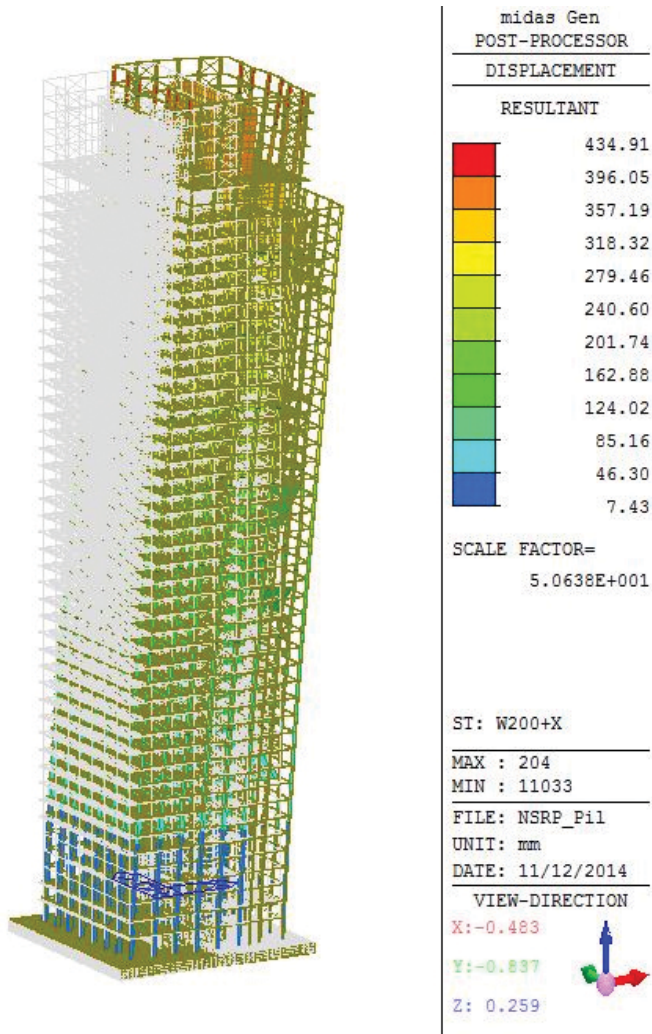 midas Gen
POST-PROCESSOR
DISPLACEMENT
RESULTANT
434.91
396.05
357.19
318.32
279.46
240.60
201.74
162.88
124.02
85.16
46.30
7.43
SCALE FACTOR=
5.0638E+001
ST: W200+X
MAX : 204
MIN : 11033
FILE: NSRP_Pil
UNIT: mm
DATE: 11/12/2014
VIEW-DIRECTION
X:-0.483
Y:-0.837
Z: 0.259